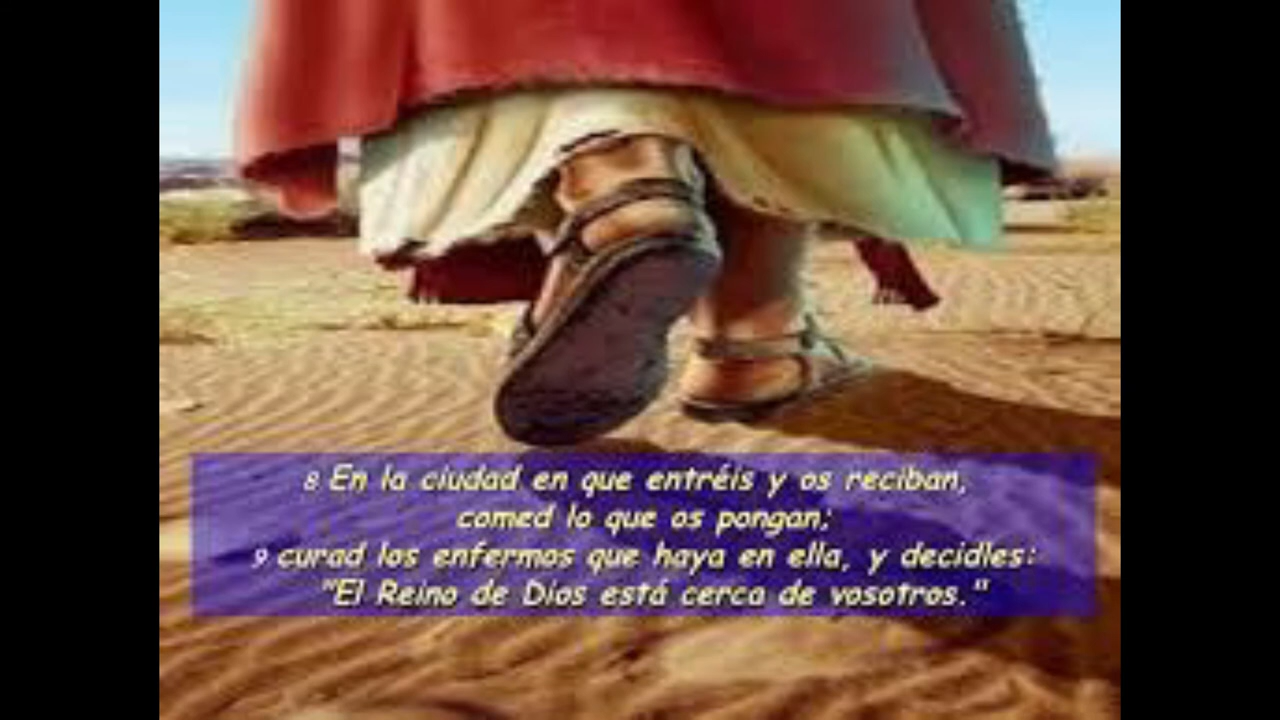 8 En la ciudad en que entréis y os reciban,
comed lo que os pongan;
9 curad los enfermos que haya en ella, y decidles:
"El Reino de Dios está cerca de vosotros."